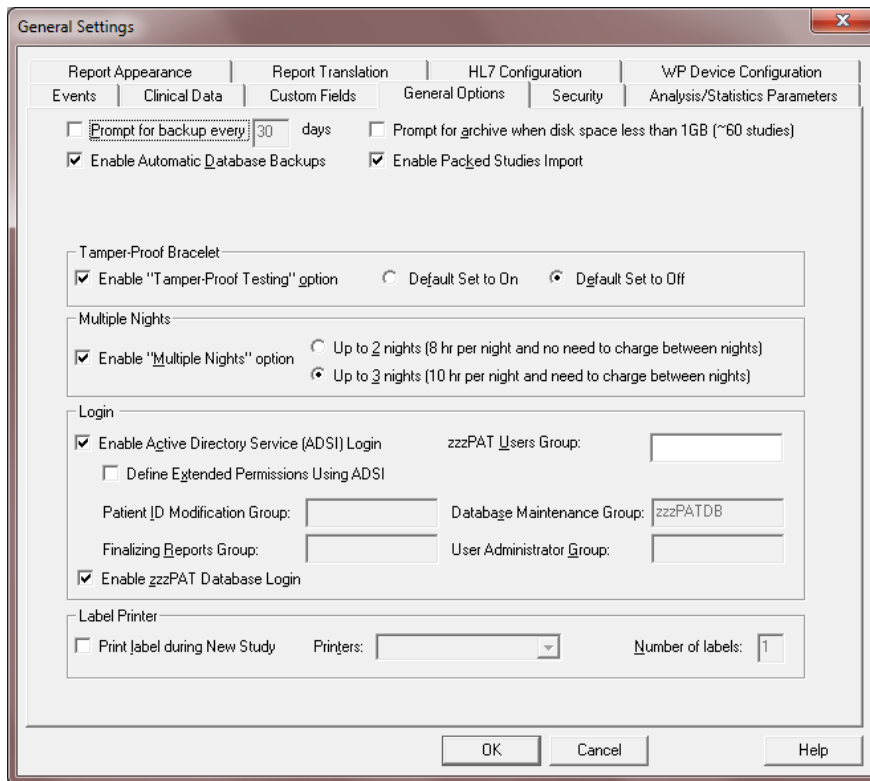 General Settings
Report Appearance Report Translation HL7 Configuration WP Device Configuration
Events Clinical Data Custom Fields General Options Security Analysis/Statistics Parameters
Prompt for backup every 30 days Prompt for archive when disk space less than 1GB (~60 studies)
Enable Automatic Database Backups Enable Packed Studies Import
Tamper-Proof Bracelet
Enable "Tamper-Proof Testing" option Default Set to On Default Set to Off
Multiple Nights
Up to 2 nights (8 hr per night and no need to charge between nights)
Enable "Multiple Nights" option
Up to 3 nights (10 hr per night and need to charge between nights)
Login
Enable Active Directory Service (ADSI) Login zzzPAT Users Group:
Define Extended Permissions Using ADSI
Patient ID Modification Group: Database Maintenance Group: zzzPATDB
Finalizing Reports Group: User Administrator Group:
Enable zzzPAT Database Login
Label Printer
Print label during New Study Printers: Number of labels: 1
OK Cancel Help